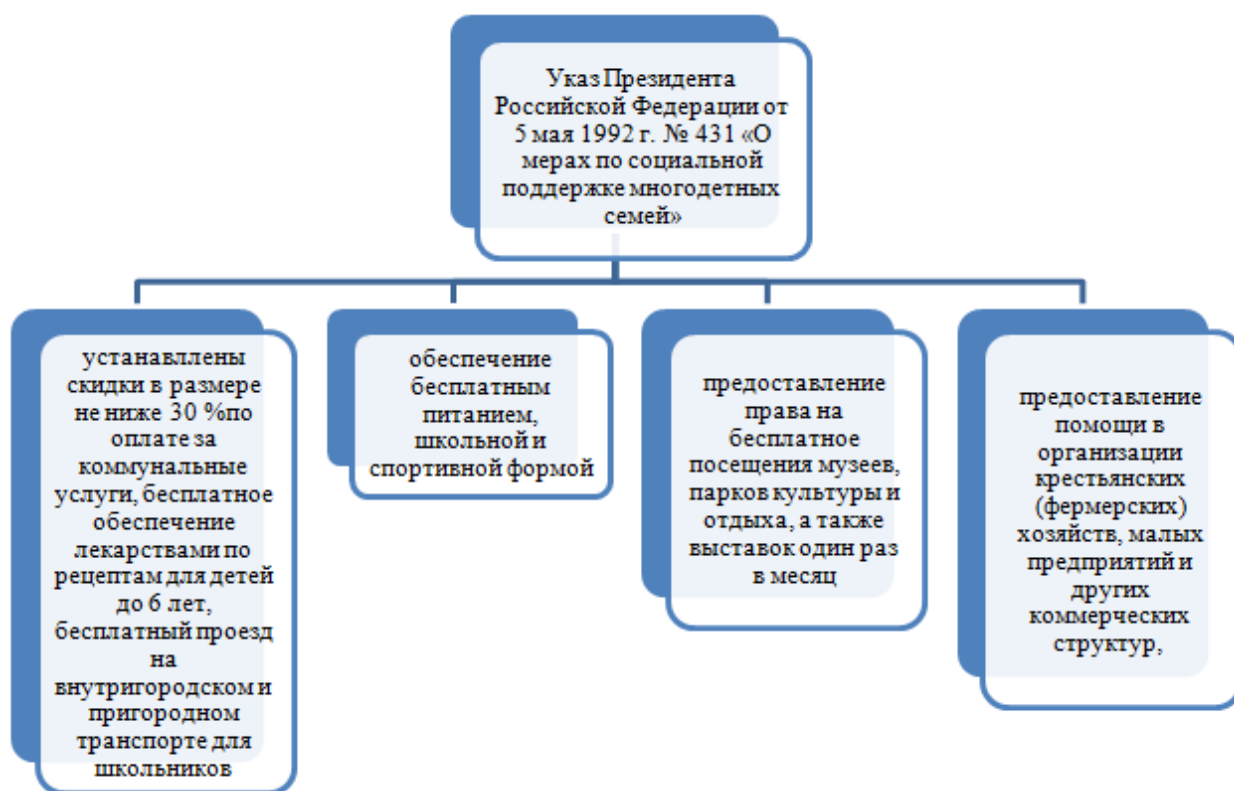 Указ Президента
Российской Федерации от
5 мая 1992 г. № 431 «О
мерах по социальной
поддержке многодетных
семей»
устанавллены
скидки в размере
не ниже 30 %по
оплате за
коммунальные
услуги, бесплатное
обеспечение
лекарствами по
рецептам для детей
до 6 лет,
бесплатный проезд
на
внутригородском и
пригородном
транспорте для
школьников
обеспечение
бесплатным
питанием,
школьной и
спортивной формой
предоставление
права на
бесплатное
посещения музеев,
парков культуры и
отдыха, а также
выставок один раз
в месяц
предоставление
помощи в
организации
крестьянских
(фермерских)
хозяйств, малых
предприятий и
других
коммерческих
структур,